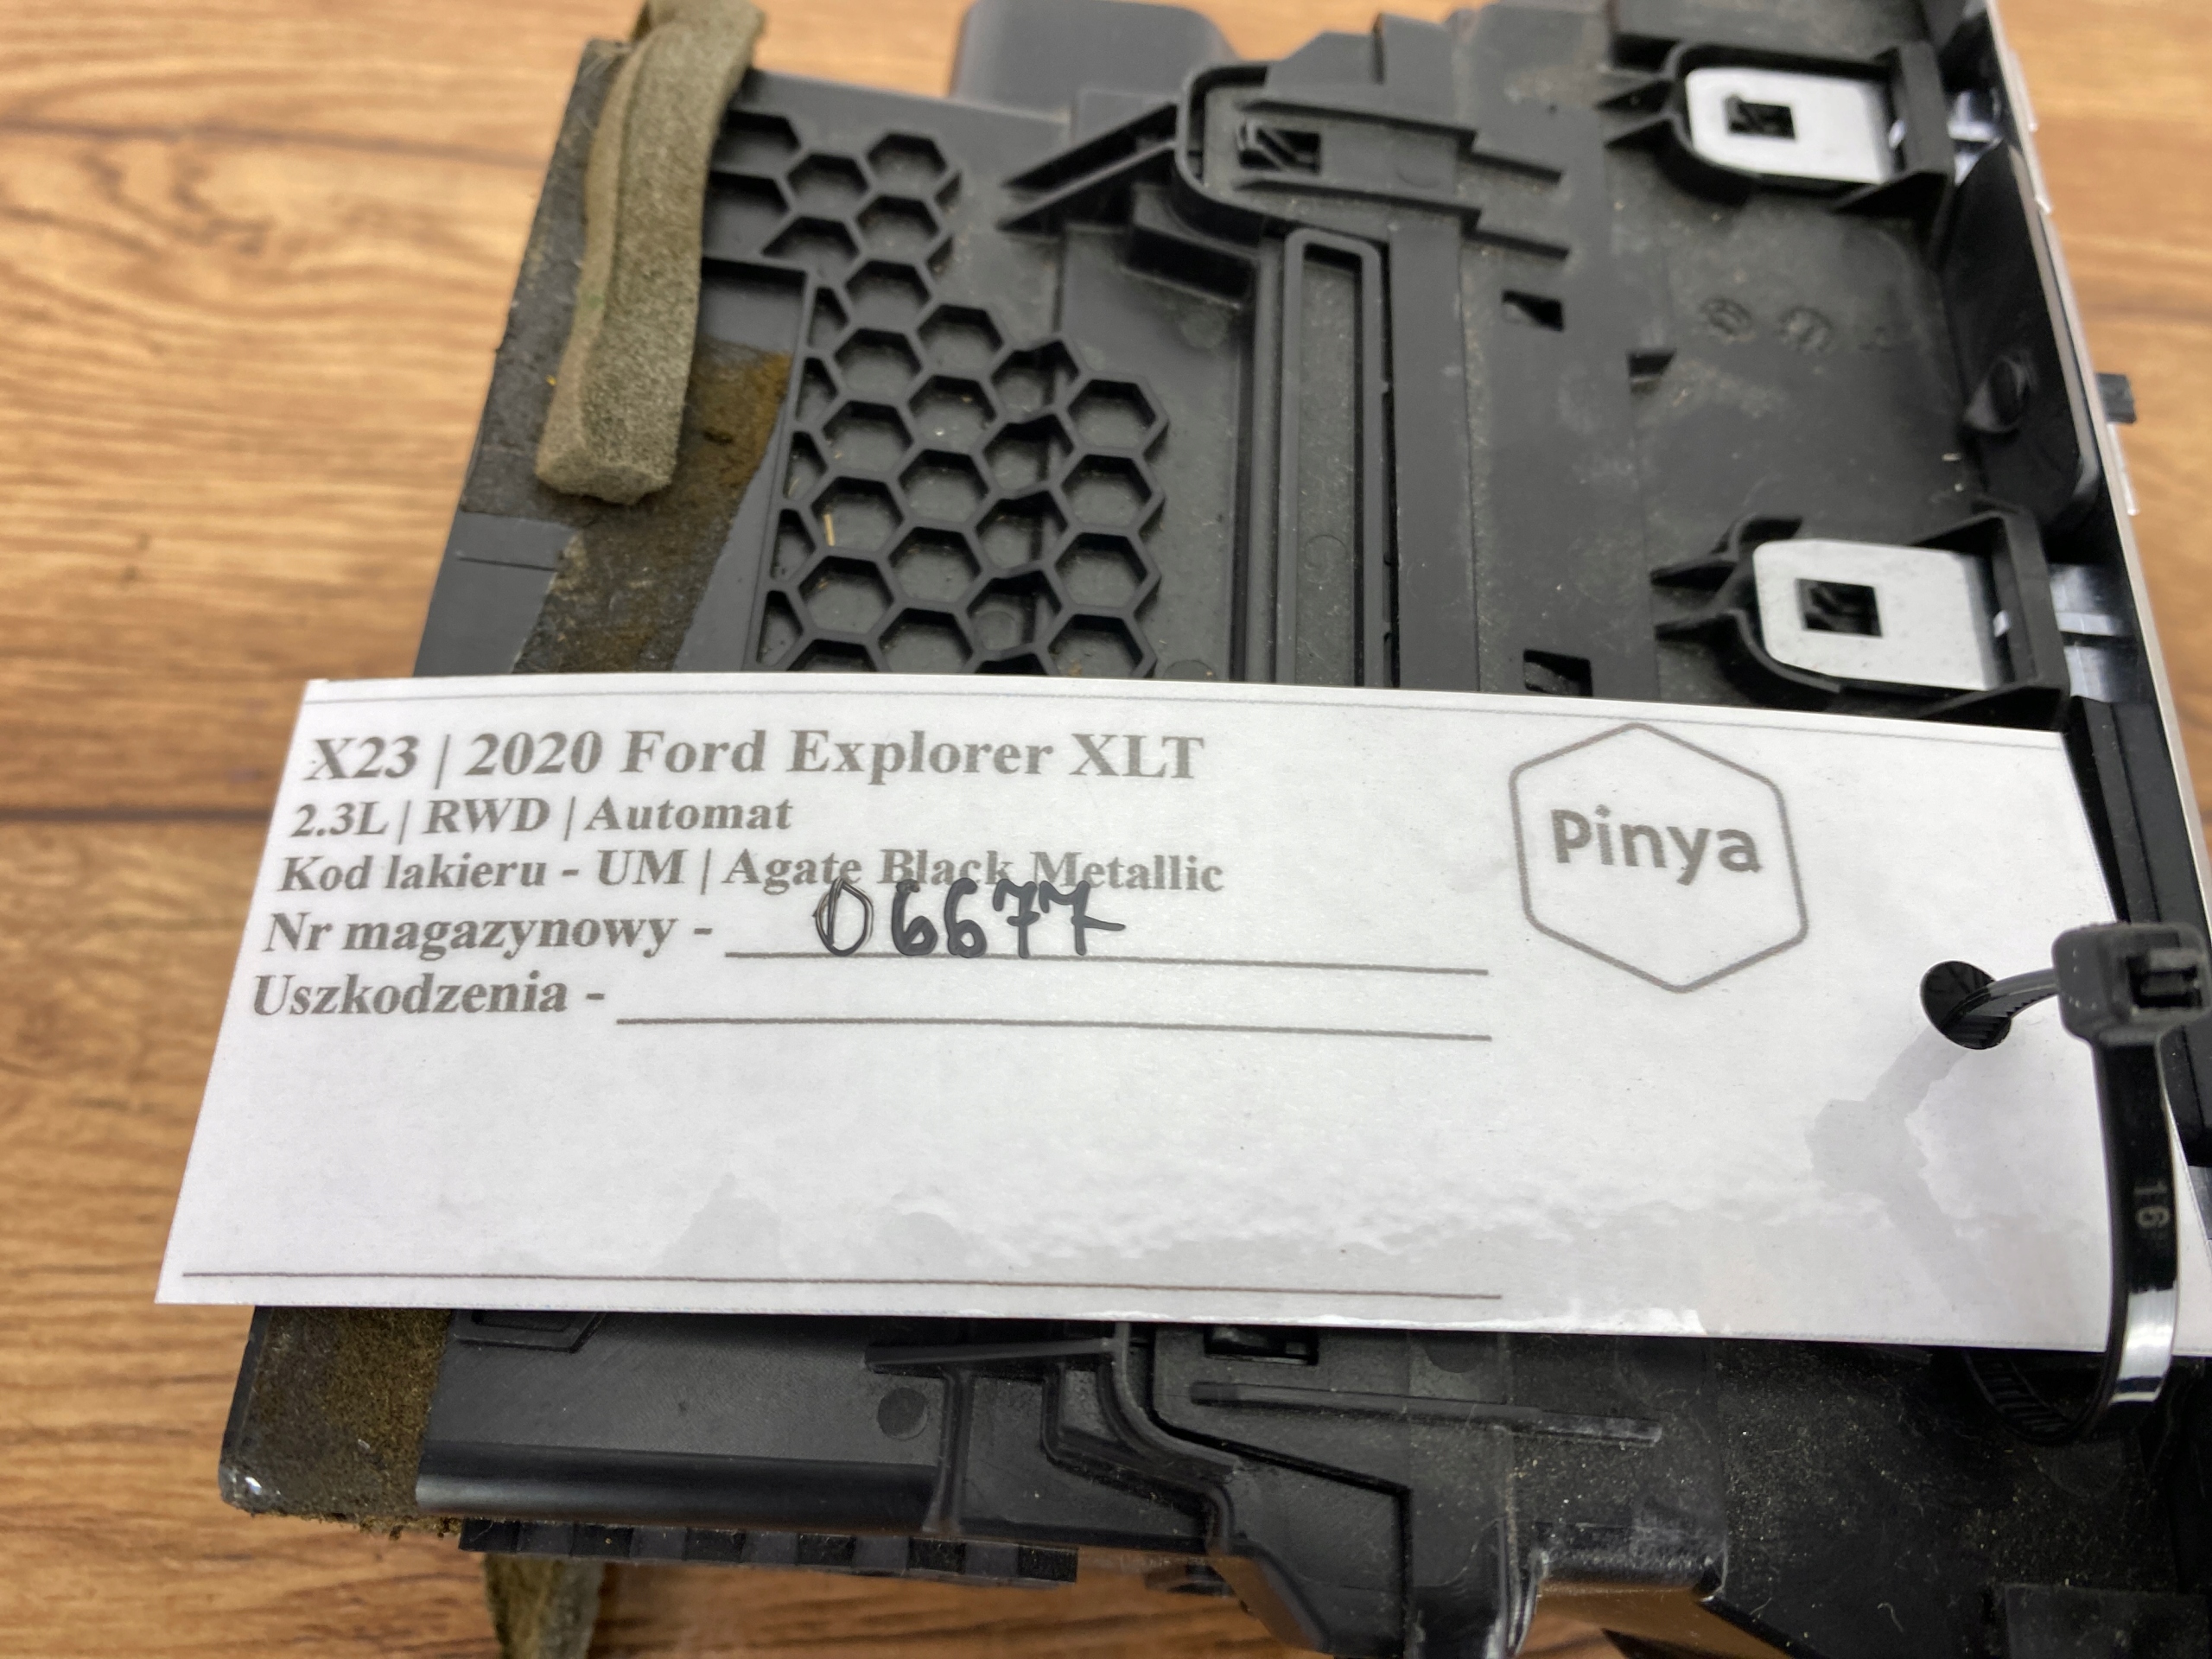 X23 | 2020 Ford Explorer XLT
2.3L | RWD | Automat
Kod lakieru - UM | Agate Black Metallic
Nr magazynowy - 06677
Uszkodzenia -
Pinya
16